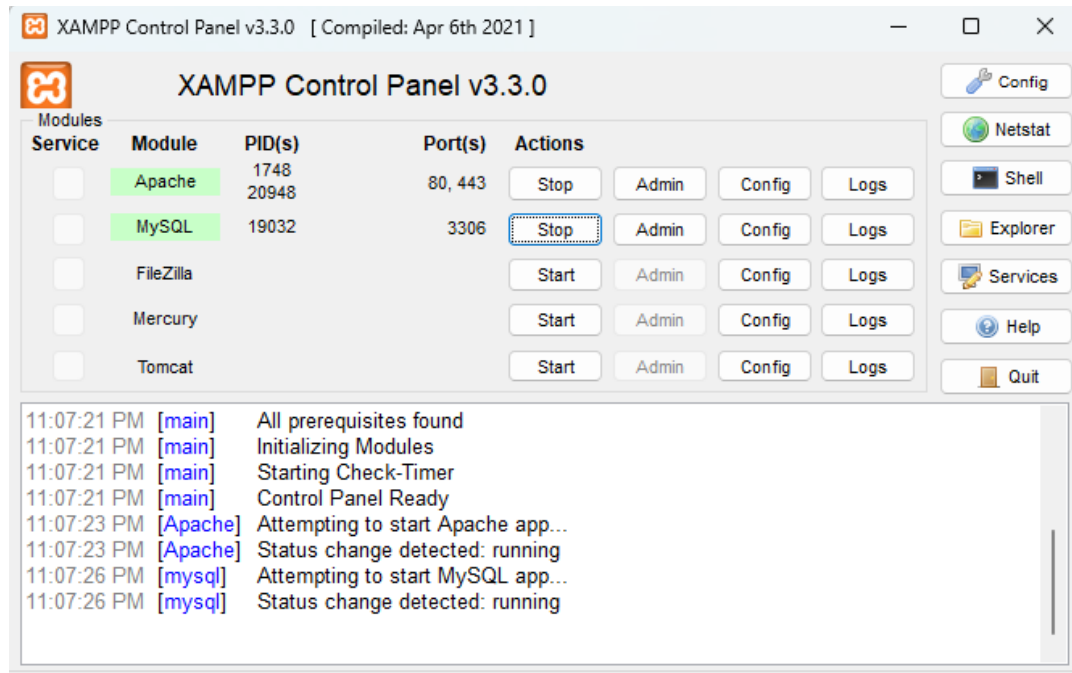 XAMPP Control Panel v3.3.0 [ Compiled: Apr 6th 2021 ]
XAMPP Control Panel v3.3.0
Config
Modules
Netstat
Service Module PID(s) Port(s) Actions
Apache 1748 20948 80, 443 Stop Admin Config Logs
Shell
MySQL 19032 3306 Stop Admin Config Logs
Explorer
FileZilla Start Admin Config Logs
Services
Mercury Start Admin Config Logs
Help
Tomcat Start Admin Config Logs
Quit
11:07:21 PM [main] All prerequisites found
11:07:21 PM [main] Initializing Modules
11:07:21 PM [main] Starting Check-Timer
11:07:21 PM [main] Control Panel Ready
11:07:23 PM [Apache] Attempting to start Apache app...
11:07:23 PM [Apache] Status change detected: running
11:07:26 PM [mysql] Attempting to start MySQL app...
11:07:26 PM [mysql] Status change detected: running